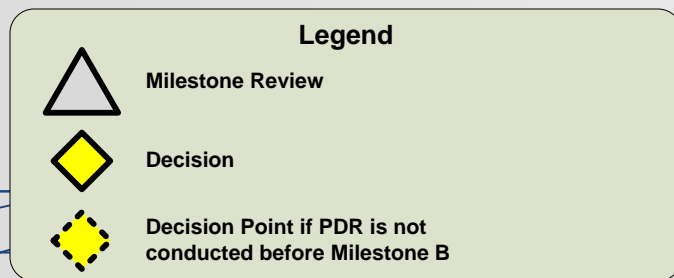 Legend
Milestone Review
Decision
Decision Point if PDR is not
conducted before Milestone B